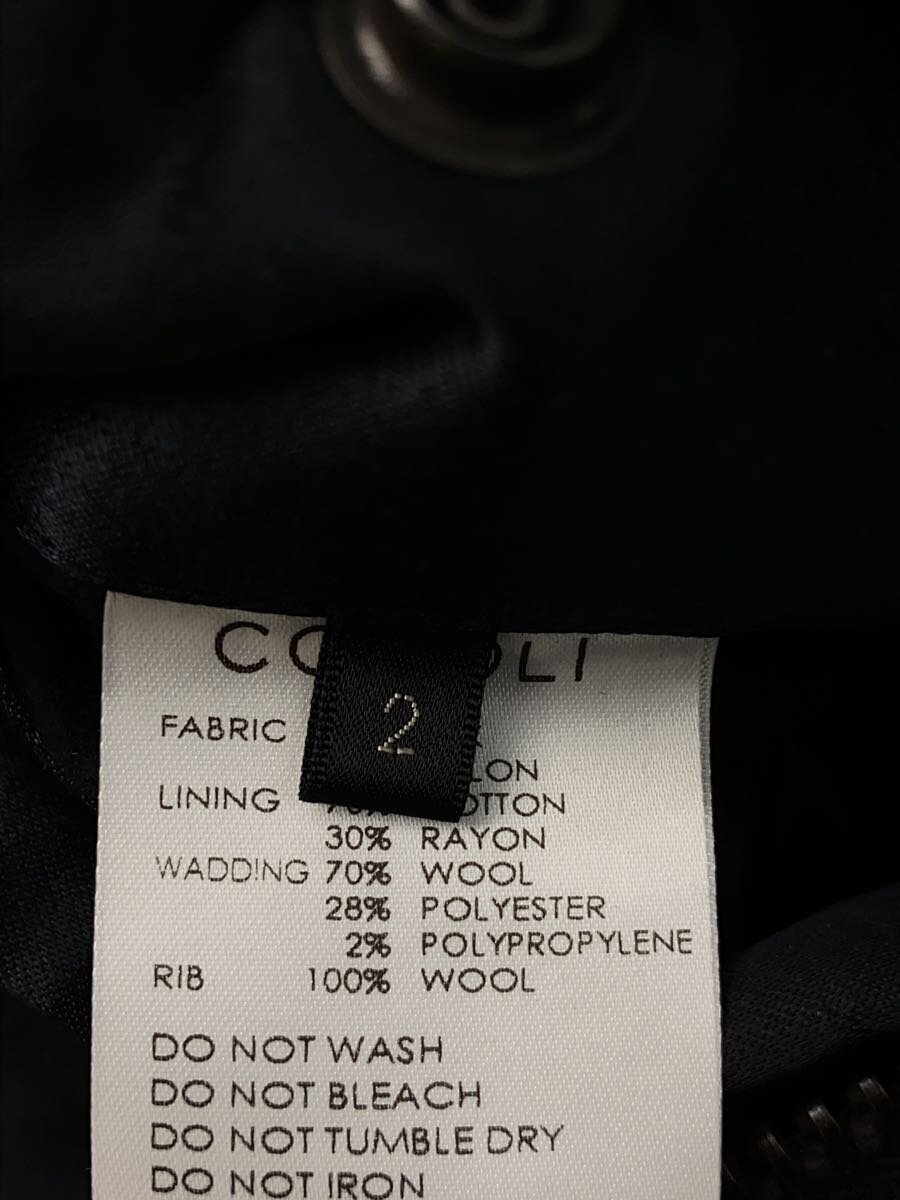 2
FABRIC
LINING
30% RAYON
WADDING 70% WOOL
28% POLYESTER
2% POLYPROPYLENE
RIB 100% WOOL
DO NOT WASH
DO NOT BLEACH
DO NOT TUMBLE DRY
DO NOT IRON